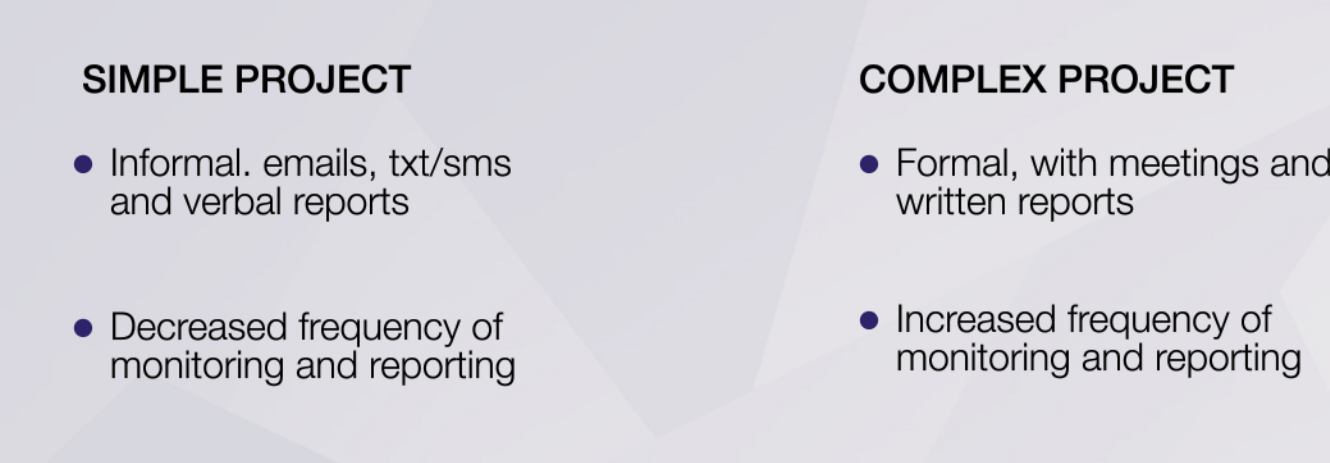 SIMPLE PROJECT
• Informal. emails, txt/sms
and verbal reports
• Decreased frequency of
monitoring and reporting
COMPLEX PROJECT
• Formal, with meetings and
written reports
• Increased frequency of
monitoring and reporting